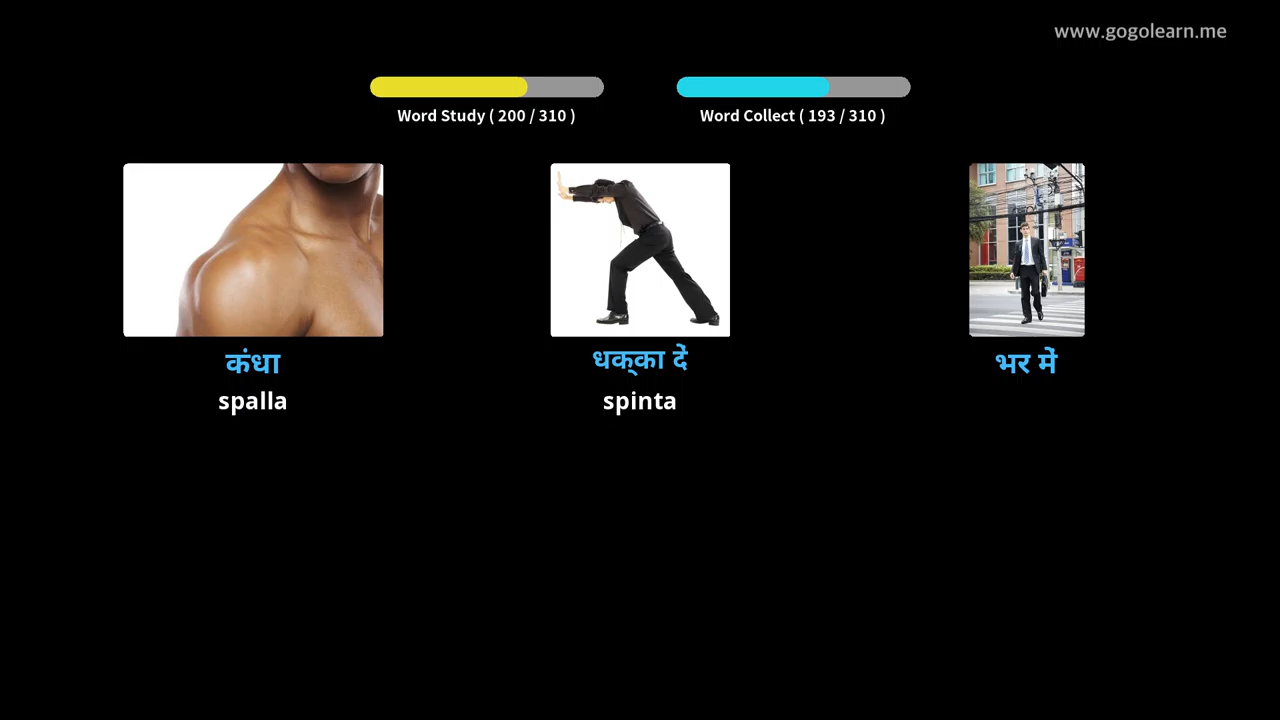 www.gogolearn.me
Word Study ( 200 / 310 )
Word Collect ( 193 / 310 )
कंधा
धक्का दें
भर में
spalla
spinta